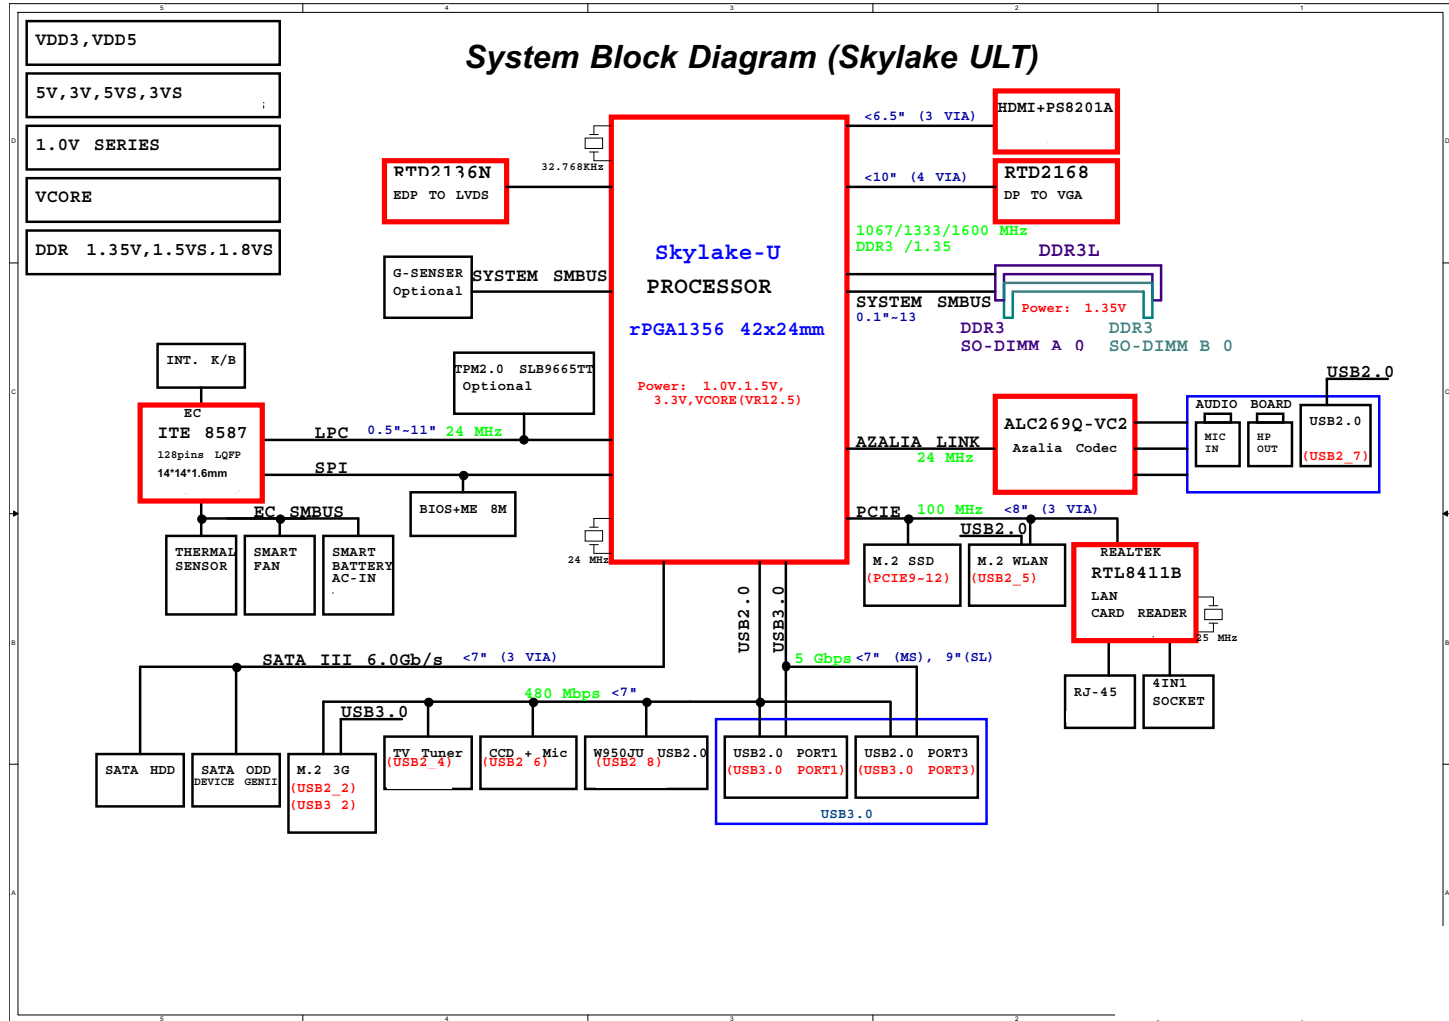 System Block Diagram (Skylake ULT)
VDD3,VDD5
5V,3V,5VS,3VS
1.0V SERIES
VCORE
DDR 1.35V,1.5VS.1.8VS
32.768KHz
RTD2136N
EDP TO LVDS
G-SENSER
Optional
SYSTEM SMBUS
Skylake-U
PROCESSOR
rPGA1356 42x24mm
Power: 1.0V.1.5V,
3.3V,VCORE(VR12.5)
<6.5" (3 VIA)
HDMI+PS8201A
<10" (4 VIA)
RTD2168
DP TO VGA
1067/1333/1600 MHz
DDR3 /1.35
DDR3L
SYSTEM SMBUS
0.1"~13
Power: 1.35V
DDR3
SO-DIMM A 0
DDR3
SO-DIMM B 0
INT. K/B
TPM2.0 SLB9665TT
Optional
EC
ITE 8587
128pins LQFP
14*14*1.6mm
LPC 0.5"~11" 24 MHz
SPI
BIOS+ME 8M
EC SMBUS
THERMAL
SENSOR
SMART
FAN
SMART
BATTERY
AC-IN
24 MHz
AZALIA LINK
24 MHz
ALC269Q-VC2
Azalia Codec
USB2.0
AUDIO BOARD
MIC
IN
HP
OUT
USB2.0
(USB2_7)
PCIE 100 MHz <8" (3 VIA)
USB2.0
M.2 SSD
(PCIE9~12)
M.2 WLAN
(USB2_5)
REALTEK
RTL8411B
LAN
CARD READER
25 MHz
RJ-45
4IN1
SOCKET
USB2.0
USB3.0
SATA III 6.0Gb/s <7" (3 VIA)
5 Gbps <7" (MS), 9"(SL)
480 Mbps <7"
USB3.0
SATA HDD
SATA ODD
DEVICE GENII
M.2 3G
(USB2_2)
(USB3 2)
TV Tuner
(USB2_4)
CCD + Mic
(USB2 6)
W950JU USB2.0
(USB2 8)
USB2.0 PORT1
(USB3.0 PORT1)
USB2.0 PORT3
(USB3.0 PORT3)
USB3.0